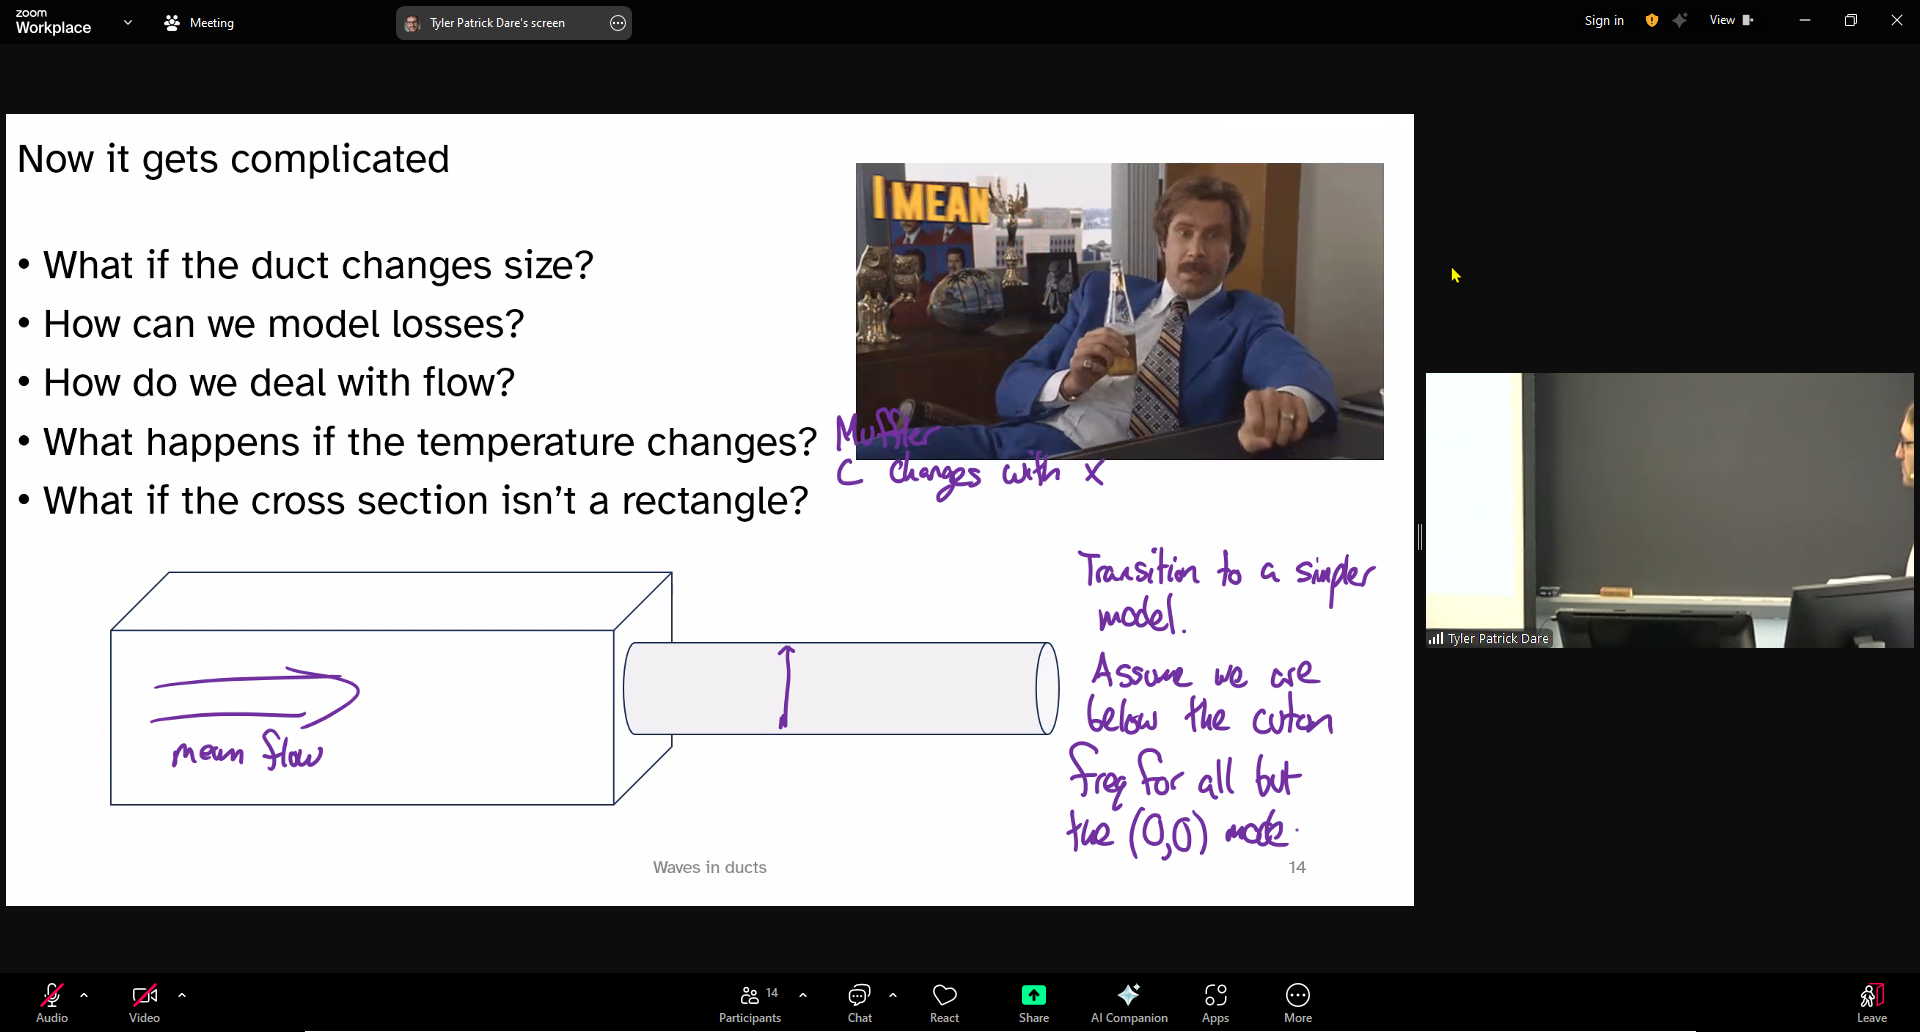 zoom
Workplace
Meeting
Tyler Patrick Dare's screen
Sign in
View
Now it gets complicated
I MEAN
• What if the duct changes size?
• How can we model losses?
• How do we deal with flow?
• What happens if the temperature changes?
Muffler
C changes with x
• What if the cross section isn't a rectangle?
Transition to a simpler
model.
Assume we are
below the cuton
freq for all but
the (0,0) mode.
mean flow
Waves in ducts
14
Tyler Patrick Dare
Audio
Video
Participants
14
Chat
React
Share
AI Companion
Apps
More
Leave